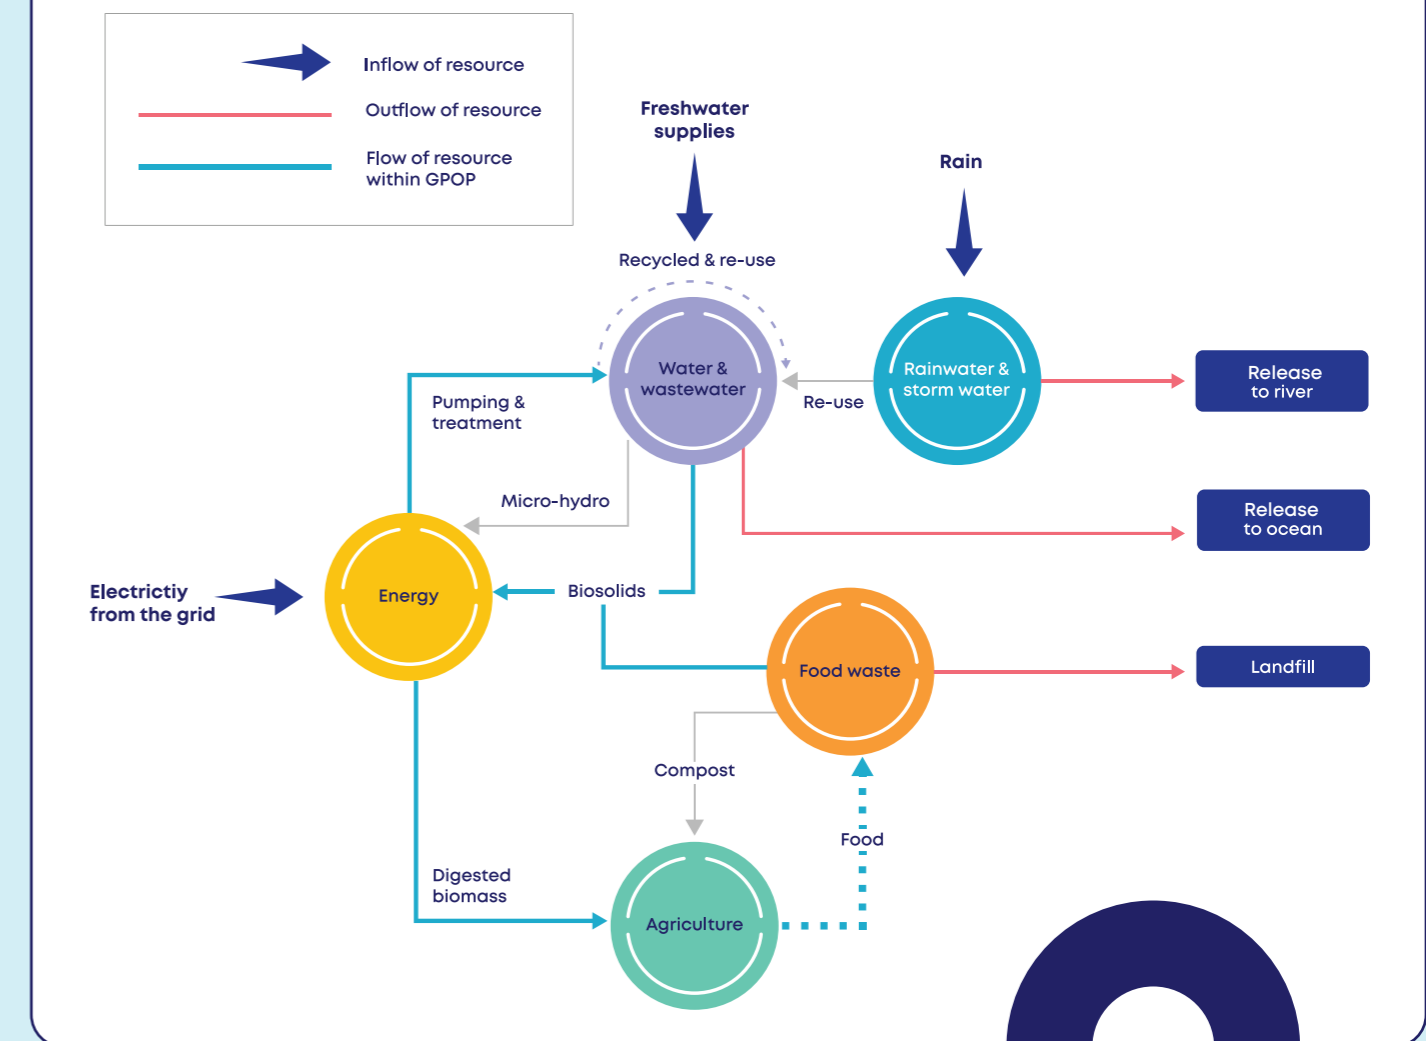 Inflow of resource
Outflow of resource
Flow of resource
within GPOP
Freshwater
supplies
Rain
Recycled & re-use
Water &
wastewater
Rainwater &
storm water
Re-use
Release
to river
Pumping &
treatment
Micro-hydro
Release
to ocean
Electrictiy
from the grid
Energy
Biosolids
Food waste
Landfill
Compost
Food
Digested
biomass
Agriculture